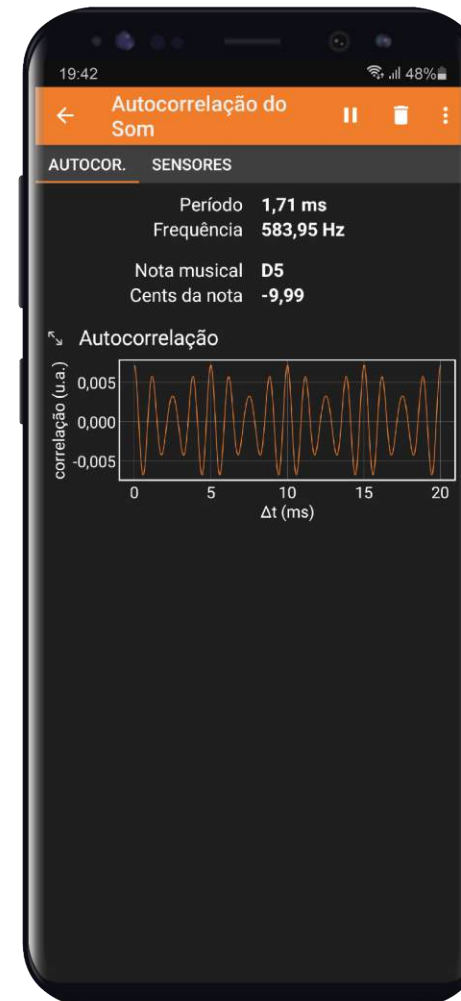 19:42 48%
Autocorrelação do
Som
AUTOCOR. SENSORES
Período 1,71 ms
Frequência 583,95 Hz
Nota musical D5
Cents da nota -9,99
Autocorrelação
correlação (u.a.)
0,005
0,000
-0,005
0 5 10 15 20
Δt (ms)